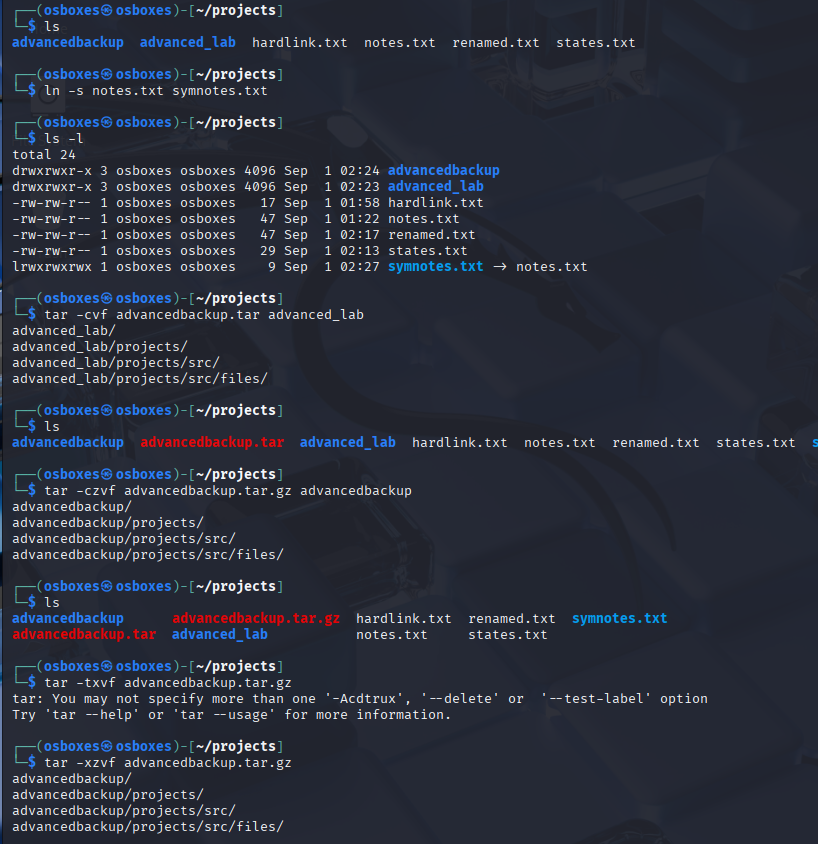 ┌──(osboxes㉿osboxes)-[~/projects]
└─$ ls
advancedbackup  advanced_lab  hardlink.txt  notes.txt  renamed.txt  states.txt
┌──(osboxes㉿osboxes)-[~/projects]
└─$ ln -s notes.txt symnotes.txt
┌──(osboxes㉿osboxes)-[~/projects]
└─$ ls -l
total 24
drwxrwxr-x 3 osboxes osboxes 4096 Sep  1 02:24 advancedbackup
drwxrwxr-x 3 osboxes osboxes 4096 Sep  1 02:23 advanced_lab
-rw-rw-r-- 1 osboxes osboxes   17 Sep  1 01:58 hardlink.txt
-rw-rw-r-- 1 osboxes osboxes   47 Sep  1 01:22 notes.txt
-rw-rw-r-- 1 osboxes osboxes   47 Sep  1 02:17 renamed.txt
-rw-rw-r-- 1 osboxes osboxes   29 Sep  1 02:13 states.txt
lrwxrwxrwx 1 osboxes osboxes    9 Sep  1 02:27 symnotes.txt -> notes.txt
┌──(osboxes㉿osboxes)-[~/projects]
└─$ tar -cvf advancedbackup.tar advanced_lab
advanced_lab/
advanced_lab/projects/
advanced_lab/projects/src/
advanced_lab/projects/src/files/
┌──(osboxes㉿osboxes)-[~/projects]
└─$ ls
advancedbackup  advancedbackup.tar  advanced_lab  hardlink.txt  notes.txt  renamed.txt  states.txt  s
┌──(osboxes㉿osboxes)-[~/projects]
└─$ tar -czvf advancedbackup.tar.gz advancedbackup
advancedbackup/
advancedbackup/projects/
advancedbackup/projects/src/
advancedbackup/projects/src/files/
┌──(osboxes㉿osboxes)-[~/projects]
└─$ ls
advancedbackup      advancedbackup.tar.gz  hardlink.txt  renamed.txt  symnotes.txt
advancedbackup.tar  advanced_lab           notes.txt     states.txt
┌──(osboxes㉿osboxes)-[~/projects]
└─$ tar -txvf advancedbackup.tar.gz
tar: You may not specify more than one '-Acdtrux', '--delete' or  '--test-label' option
Try 'tar --help' or 'tar --usage' for more information.
┌──(osboxes㉿osboxes)-[~/projects]
└─$ tar -xzvf advancedbackup.tar.gz
advancedbackup/
advancedbackup/projects/
advancedbackup/projects/src/
advancedbackup/projects/src/files/